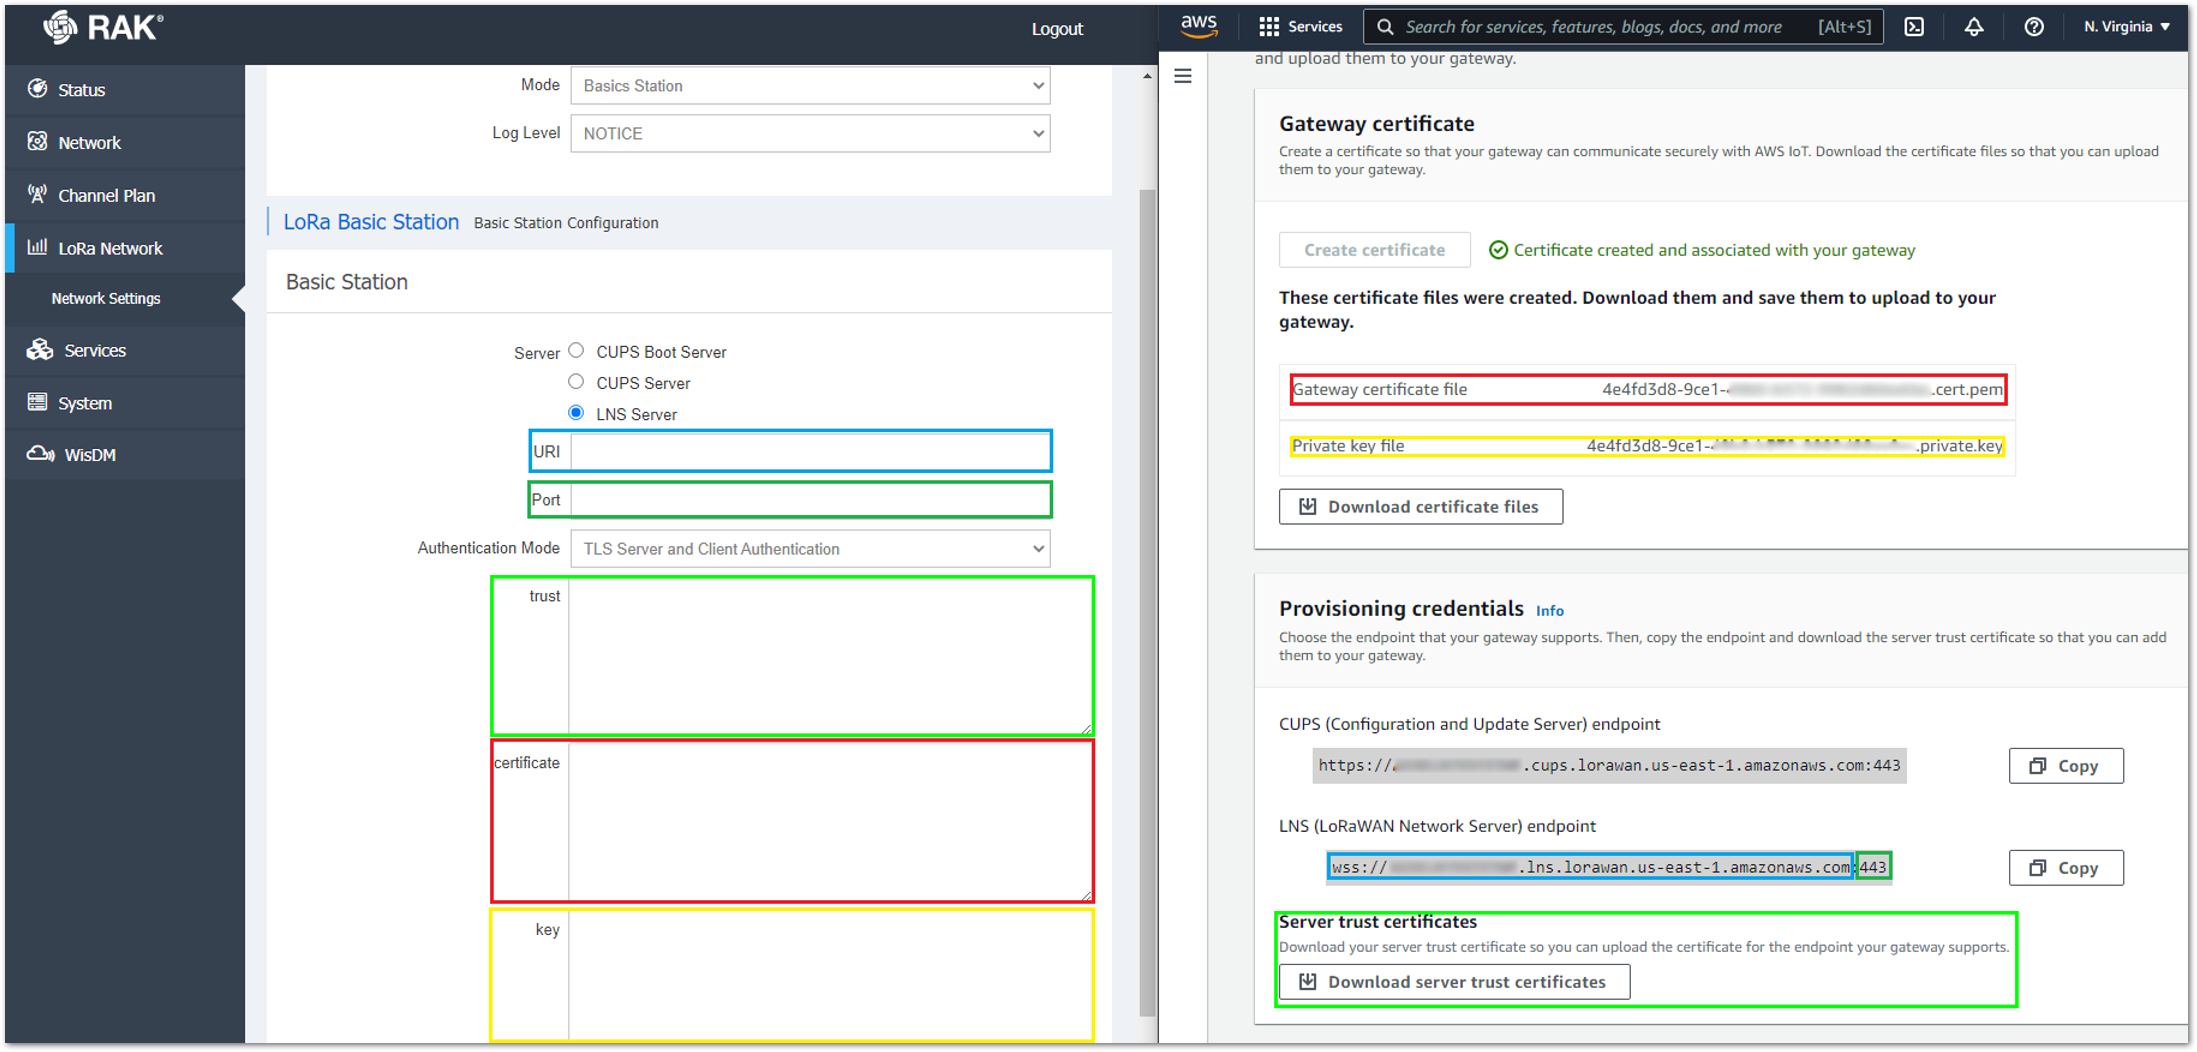 RAK®
Logout
Status
Network
Channel Plan
LoRa Network
Network Settings
Services
System
WisDM
Mode
Basics Station
Log Level
NOTICE
LoRa Basic Station Basic Station Configuration
Basic Station
Server
CUPS Boot Server
CUPS Server
LNS Server
URI
Port
Authentication Mode
TLS Server and Client Authentication
trust
certificate
key
aws
Services
Search for services, features, blogs, docs, and more [Alt+S]
N. Virginia
and upload them to your gateway.
Gateway certificate
Create a certificate so that your gateway can communicate securely with AWS IoT. Download the certificate files so that you can upload
them to your gateway.
Create certificate
Certificate created and associated with your gateway
These certificate files were created. Download them and save them to upload to your
gateway.
Gateway certificate file 4e4fd3d8-9ce1- .cert.pem
Private key file 4e4fd3d8-9ce1- .private.key
Download certificate files
Provisioning credentials Info
Choose the endpoint that your gateway supports. Then, copy the endpoint and download the server trust certificate so that you can add
them to your gateway.
CUPS (Configuration and Update Server) endpoint
https:// .cups.lorawan.us-east-1.amazonaws.com:443
Copy
LNS (LoRaWAN Network Server) endpoint
wss:// .lns.lorawan.us-east-1.amazonaws.com:443
Copy
Server trust certificates
Download your server trust certificate so you can upload the certificate for the endpoint your gateway supports.
Download server trust certificates